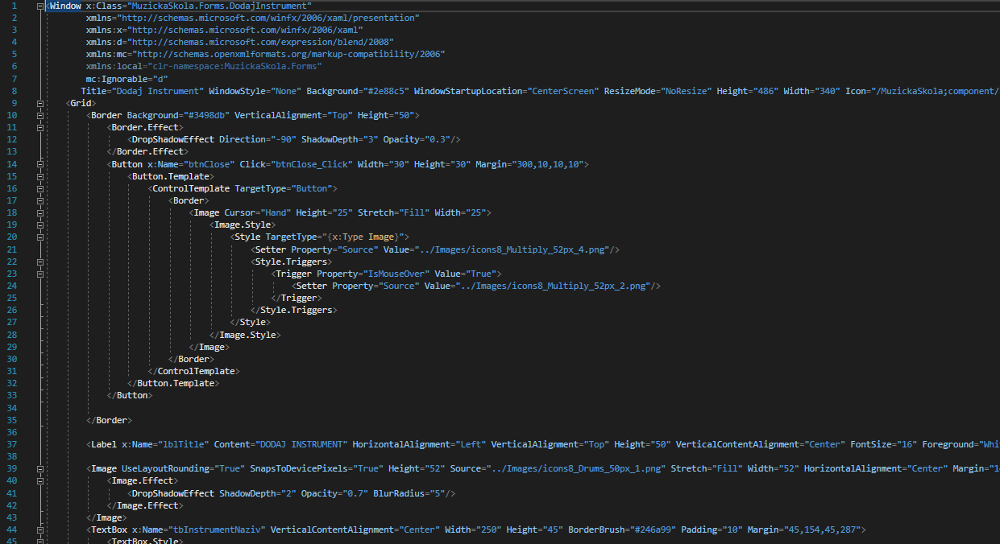 1 <Window x:Class="MuzickaSkola.Forms.DodajInstrument"
2 xmlns="http://schemas.microsoft.com/winfx/2006/xaml/presentation"
3 xmlns:x="http://schemas.microsoft.com/winfx/2006/xaml"
4 xmlns:d="http://schemas.microsoft.com/expression/blend/2008"
5 xmlns:mc="http://schemas.openxmlformats.org/markup-compatibility/2006"
6 xmlns:local="clr-namespace:MuzickaSkola.Forms"
7 mc:Ignorable="d"
8 Title="Dodaj Instrument" WindowStyle="None" Background="#2e88c5" WindowStartupLocation="CenterScreen" ResizeMode="NoResize" Height="486" Width="340" Icon="/MuzickaSkola;component/
9 <Grid>
10 <Border Background="#3498db" VerticalAlignment="Top" Height="50">
11 <Border.Effect>
12 <DropShadowEffect Direction="-90" ShadowDepth="3" Opacity="0.3"/>
13 </Border.Effect>
14 <Button x:Name="btnClose" Click="btnClose_Click" Width="30" Height="30" Margin="300,10,10,10">
15 <Button.Template>
16 <ControlTemplate TargetType="Button">
17 <Border>
18 <Image Cursor="Hand" Height="25" Stretch="Fill" Width="25">
19 <Image.Style>
20 <Style TargetType="{x:Type Image}">
21 <Setter Property="Source" Value="../Images/icons8_Multiply_52px_4.png"/>
22 <Style.Triggers>
23 <Trigger Property="IsMouseOver" Value="True">
24 <Setter Property="Source" Value="../Images/icons8_Multiply_52px_2.png"/>
25 </Trigger>
26 </Style.Triggers>
27 </Style>
28 </Image.Style>
29 </Image>
30 </Border>
31 </ControlTemplate>
32 </Button.Template>
33 </Button>
34
35 </Border>
36
37 <Label x:Name="lblTitle" Content="DODAJ INSTRUMENT" HorizontalAlignment="Left" VerticalAlignment="Top" Height="50" VerticalContentAlignment="Center" FontSize="16" Foreground="Whi
38
39 <Image UseLayoutRounding="True" SnapsToDevicePixels="True" Height="52" Source="../Images/icons8_Drums_50px_1.png" Stretch="Fill" Width="52" HorizontalAlignment="Center" Margin="14
40 <Image.Effect>
41 <DropShadowEffect ShadowDepth="2" Opacity="0.7" BlurRadius="5"/>
42 </Image.Effect>
43 </Image>
44 <TextBox x:Name="tbInstrumentNaziv" VerticalContentAlignment="Center" Width="250" Height="45" BorderBrush="#246a99" Padding="10" Margin="45,154,45,287">
45 <TextBox.Style>